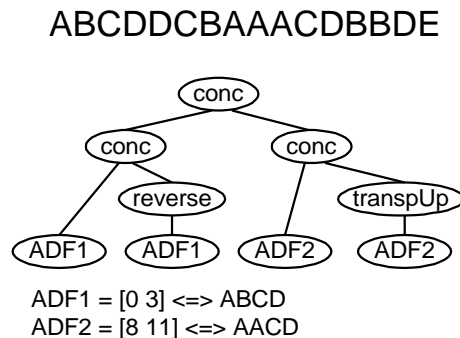 ABCDDCBAAACDBBDE
conc
conc conc
reverse transpUp
ADF1 ADF1 ADF2 ADF2
ADF1 = [0 3] <=> ABCD
ADF2 = [8 11] <=> AACD